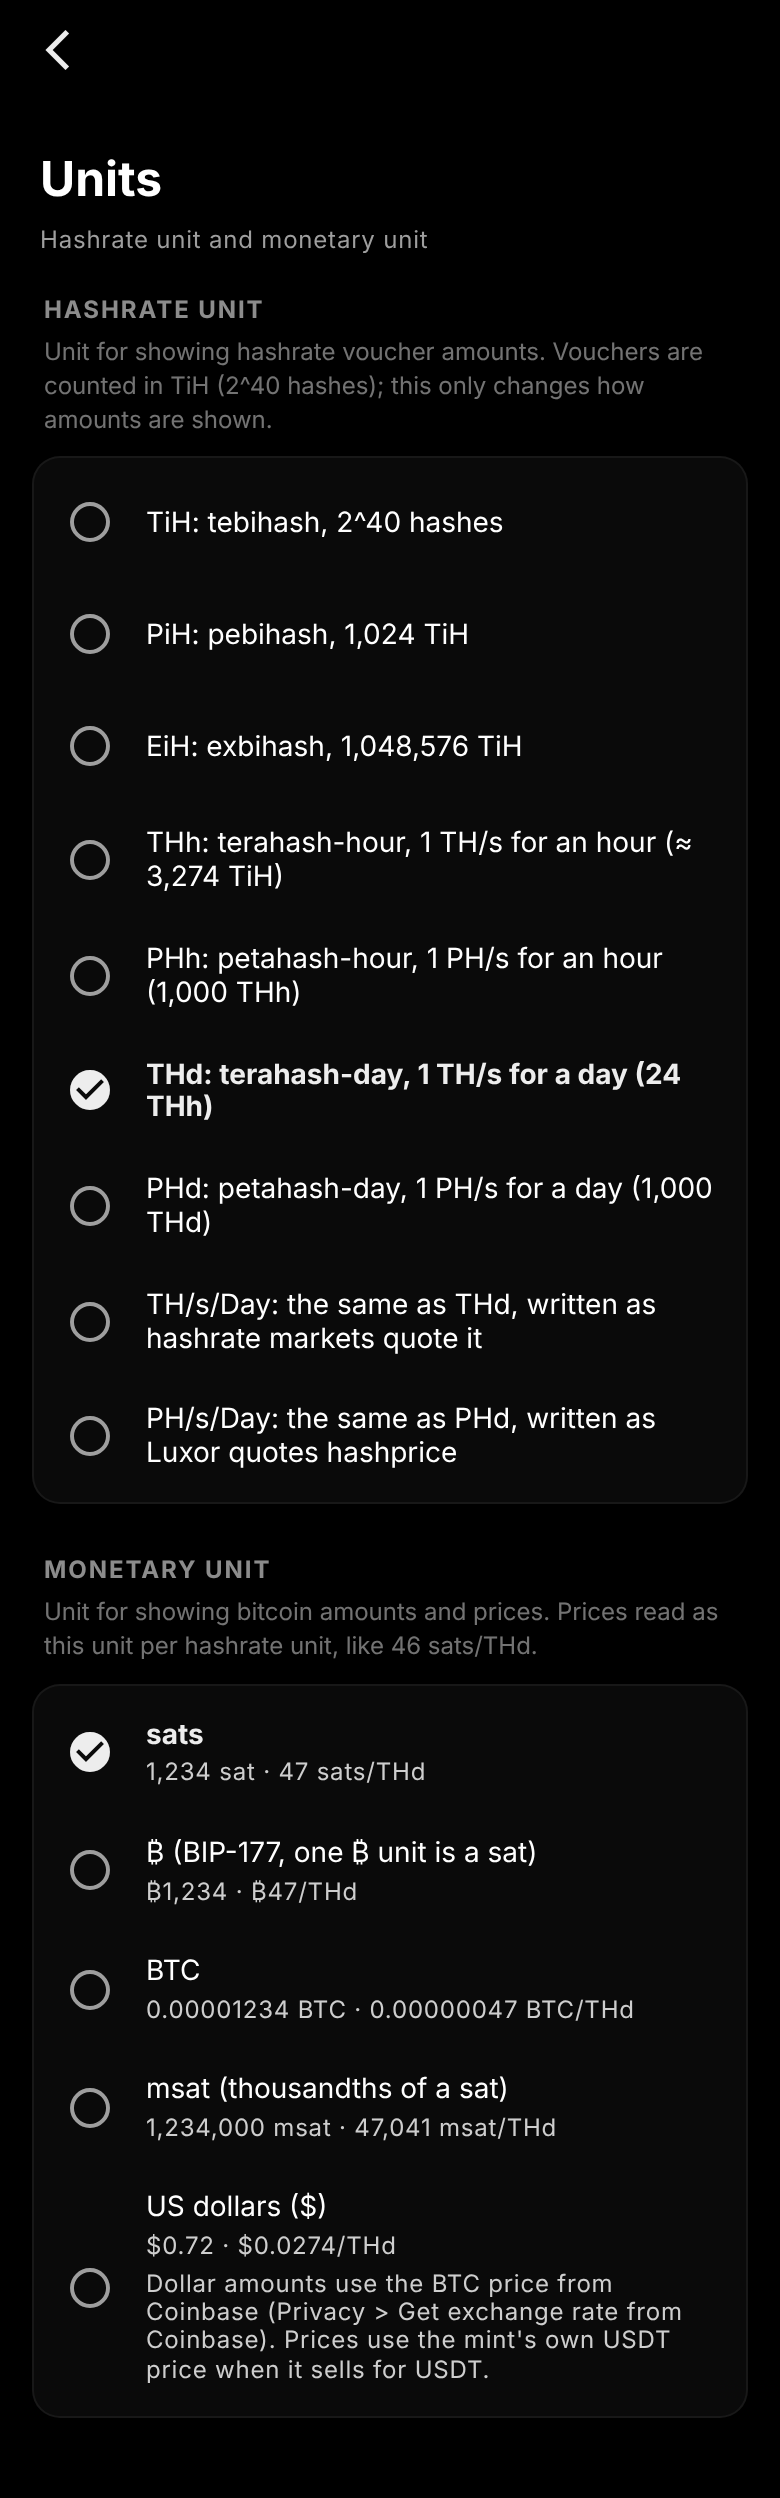 Units
Hashrate unit and monetary unit
HASHRATE UNIT
Unit for showing hashrate voucher amounts. Vouchers are
counted in TiH (2^40 hashes); this only changes how
amounts are shown.
TiH: tebihash, 2^40 hashes
PiH: pebihash, 1,024 TiH
EiH: exbihash, 1,048,576 TiH
THh: terahash-hour, 1 TH/s for an hour (≈
3,274 TiH)
PHh: petahash-hour, 1 PH/s for an hour
(1,000 THh)
THd: terahash-day, 1 TH/s for a day (24
THh)
PHd: petahash-day, 1 PH/s for a day (1,000
THd)
TH/s/Day: the same as THd, written as
hashrate markets quote it
PH/s/Day: the same as PHd, written as
Luxor quotes hashprice
MONETARY UNIT
Unit for showing bitcoin amounts and prices. Prices read as
this unit per hashrate unit, like 46 sats/THd.
sats
1,234 sat · 47 sats/THd
₿ (BIP-177, one ₿ unit is a sat)
₿1,234 · ₿47/THd
BTC
0.00001234 BTC · 0.00000047 BTC/THd
msat (thousandths of a sat)
1,234,000 msat · 47,041 msat/THd
US dollars ($)
$0.72 · $0.0274/THd
Dollar amounts use the BTC price from
Coinbase (Privacy > Get exchange rate from
Coinbase). Prices use the mint's own USDT
price when it sells for USDT.